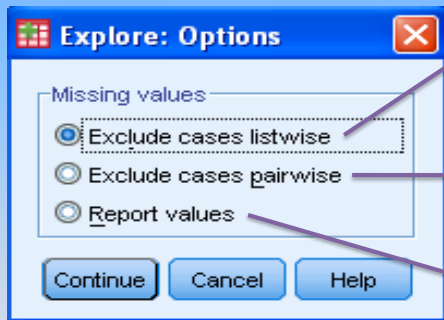 Explore: Options
Missing values
Exclude cases listwise
Exclude cases pairwise
Report values
Continue Cancel Help